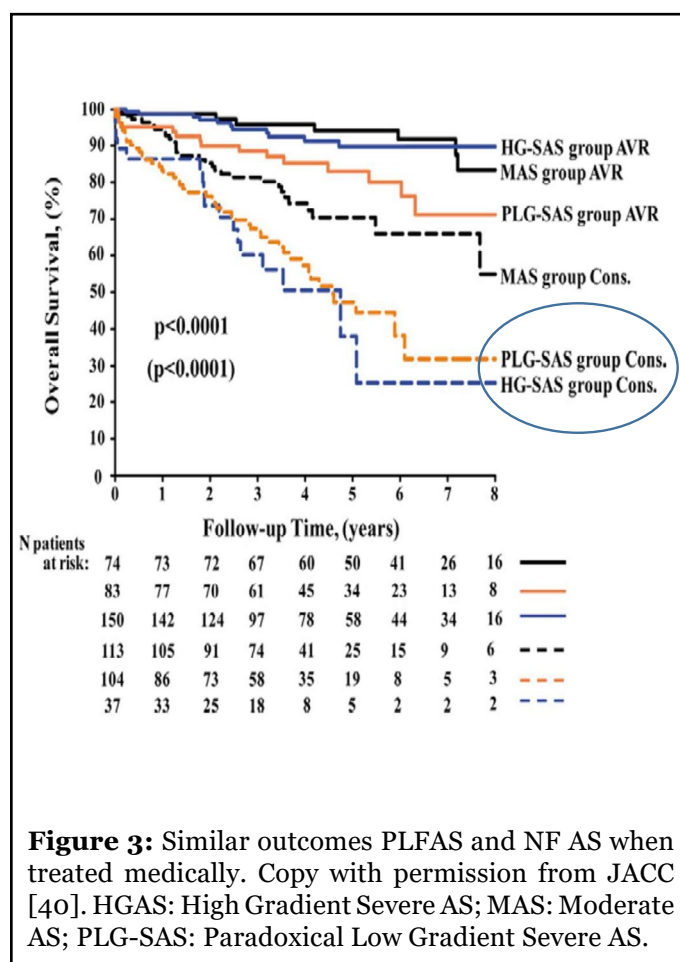 100
90
80
70
60
50
40
30
20
10
0
Overall Survival, (%)
HG-SAS group AVR
MAS group AVR
PLG-SAS group AVR
MAS group Cons.
PLG-SAS group Cons.
HG-SAS group Cons.
p<0.0001
(p<0.0001)
0 1 2 3 4 5 6 7 8
Follow-up Time, (years)
N patients
at risk: 74 73 72 67 60 50 41 26 16
83 77 70 61 45 34 23 13 8
150 142 124 97 78 58 44 34 16
113 105 91 74 41 25 15 9 6
104 86 73 58 35 19 8 5 3
37 33 25 18 8 5 2 2 2
Figure 3: Similar outcomes PLFAS and NF AS when
treated medically. Copy with permission from JACC
[40]. HGAS: High Gradient Severe AS; MAS: Moderate
AS; PLG-SAS: Paradoxical Low Gradient Severe AS.